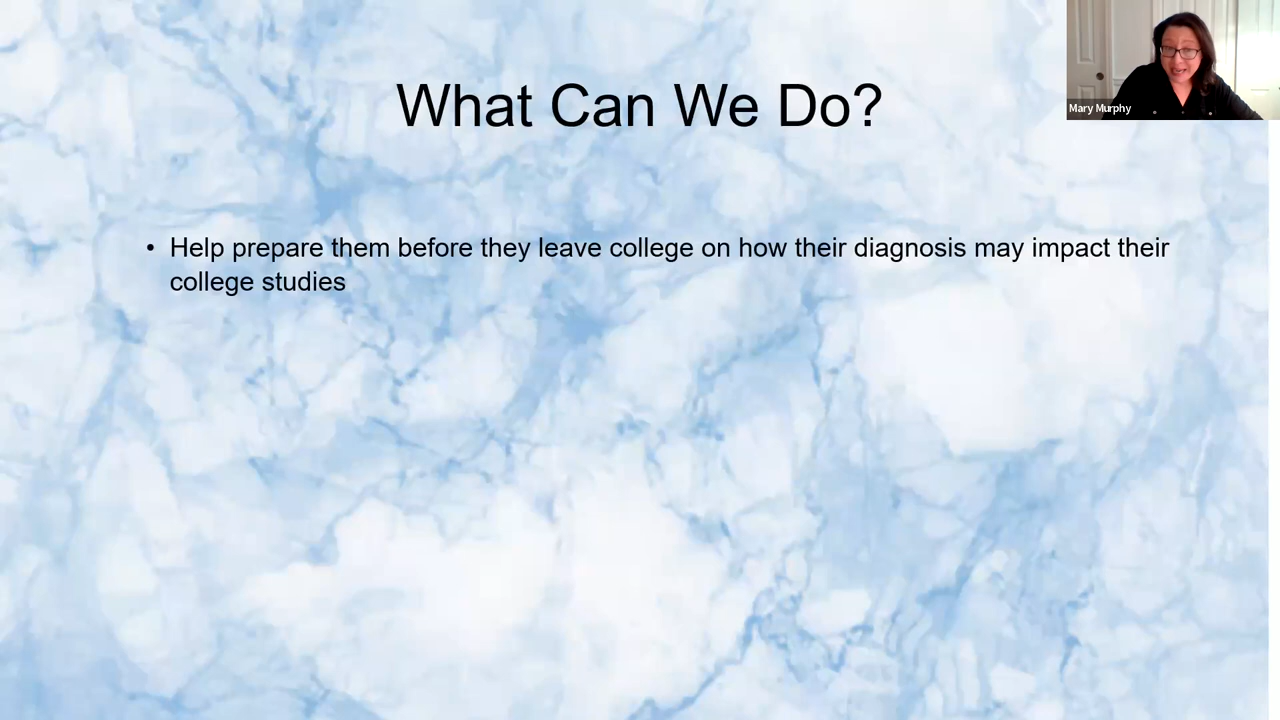 What Can We Do?
Mary Murphy
• Help prepare them before they leave college on how their diagnosis may impact their
college studies